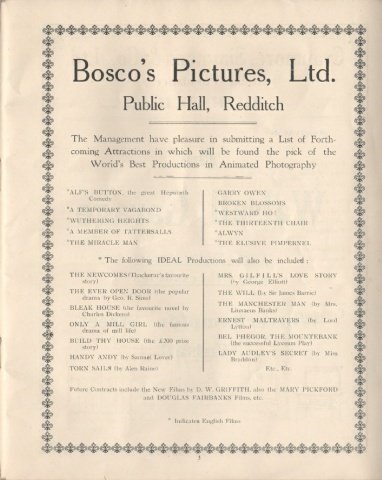 Bosco's Pictures, Ltd.
Public Hall, Redditch
The Management have pleasure in submitting a List of Forth-
coming Attractions in which will be found the pick of the
World's Best Productions in Animated Photography
*ALF'S BUTTON, the great Hepworth
Comedy
*A TEMPORARY VAGABOND
*WUTHERING HEIGHTS
*A MEMBER OF TATTERSALLS
*THE MIRACLE MAN
GARRY OWEN
BROKEN BLOSSOMS
*WESTWARD HO!
*THE THIRTEENTH CHAIR
*ALWYN
*THE ELUSIVE PIMPERNEL
* The following IDEAL Productions will also be included:
THE NEWCOMES (Thackeray's favourite
story)
THE EVER OPEN DOOR (the popular
drama by Geo. R. Sims)
BLEAK HOUSE (the favourite novel by
Charles Dickens)
ONLY A MILL GIRL (the famous
drama of mill life)
BUILD THY HOUSE (the £200 prize
story)
HANDY ANDY (by Samuel Lover)
TORN SAILS (by Allen Raine)
MRS. GILFILLS LOVE STORY
(by George Elliott)
THE WILL (by Sir James Barrie)
THE MANCHESTER MAN (by Mrs.
Linnaeus Banks)
ERNEST MALTRAVERS (by Lord
Lytton)
BEL PHEGOR THE MOUNTEBANK
(the successful Lyceum Play)
LADY AUDLEY'S SECRET (by Miss
Braddon)
Etc., Etc.
Future Contracts include the New Films by D. W. GRIFFITH, also the MARY PICKFORD
and DOUGLAS FAIRBANKS Films, etc.
* Indicates English Films
3